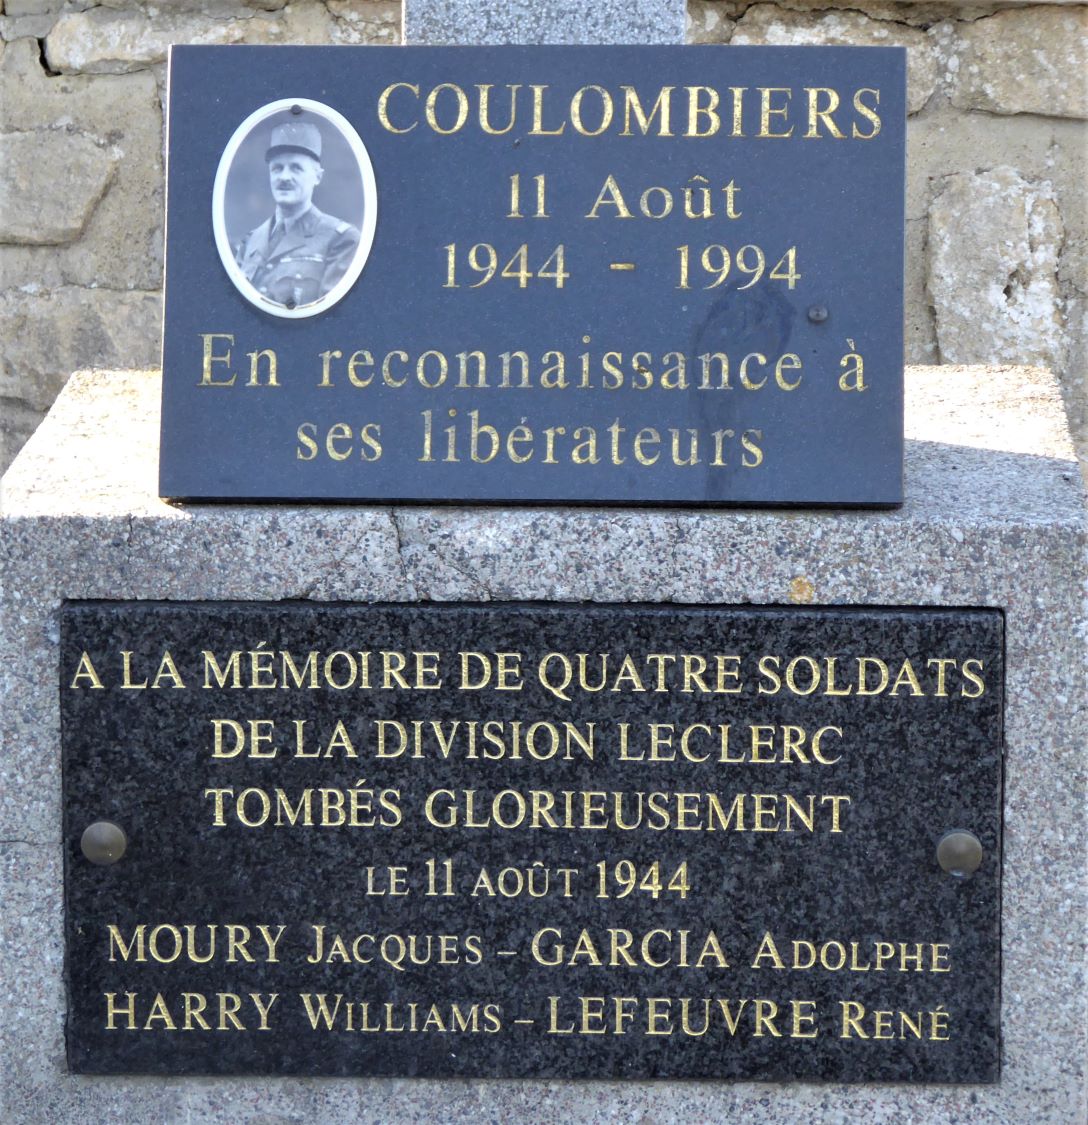 COULOMBIERS
11 Août
1944 - 1994
En reconnaissance à
ses libérateurs
A LA MÉMOIRE DE QUATRE SOLDATS
DE LA DIVISION LECLERC
TOMBÉS GLORIEUSEMENT
LE 11 AOÛT 1944
MOURY JACQUES - GARCIA ADOLPHE
HARRY WILLIAMS - LEFEUVRE RENÉ